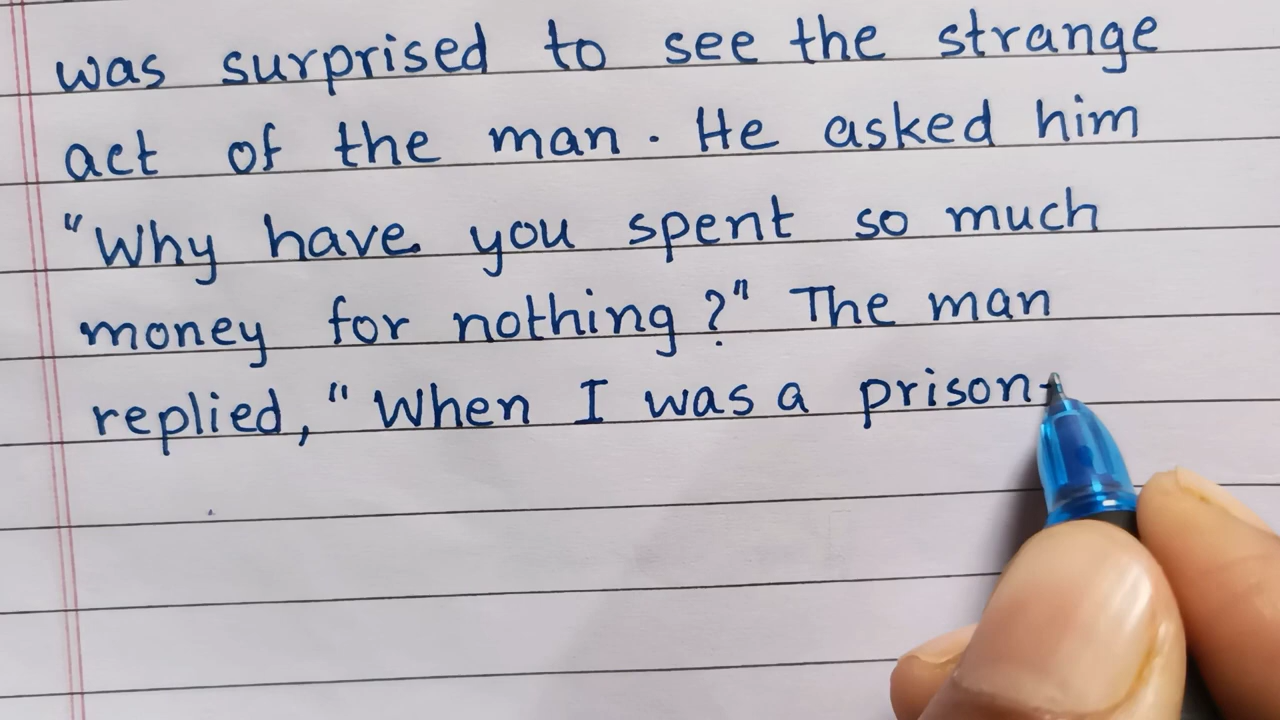 was surprised to see the strange
act of the man. He asked him
"Why have you spent so much
money for nothing?" The man
replied, "When I was a prison-